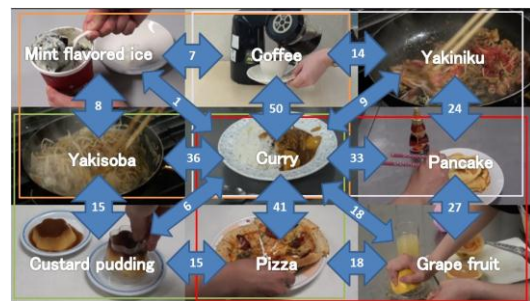 Mint flavored ice 7 Coffee 14 Yakiniku
8 1 50 9 24
Yakisoba 36 Curry 33 Pancake
15 6 41 18 27
Custard pudding 15 Pizza 18 Grape fruit